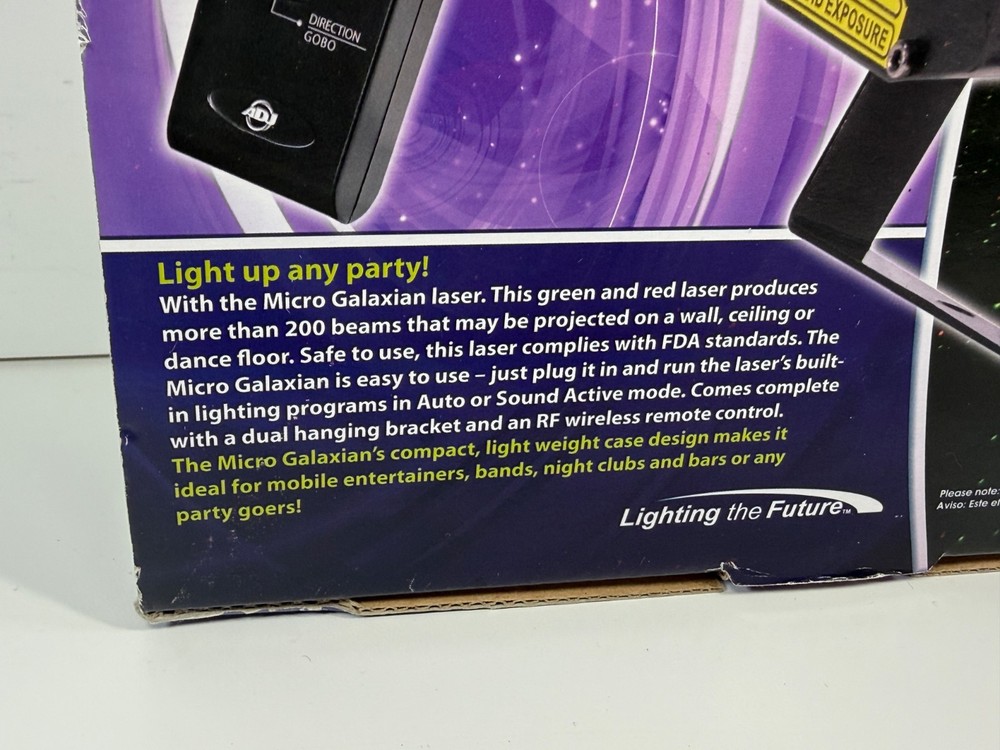 DIRECTION
GOBO
ADJ
EXPOSURE
Light up any party!
With the Micro Galaxian laser. This green and red laser produces
more than 200 beams that may be projected on a wall, ceiling or
dance floor. Safe to use, this laser complies with FDA standards. The
Micro Galaxian is easy to use – just plug it in and run the laser's built-
in lighting programs in Auto or Sound Active mode. Comes complete
with a dual hanging bracket and an RF wireless remote control.
The Micro Galaxian's compact, light weight case design makes it
ideal for mobile entertainers, bands, night clubs and bars or any
party goers!
Lighting the Future™
Please note:
Aviso: Este